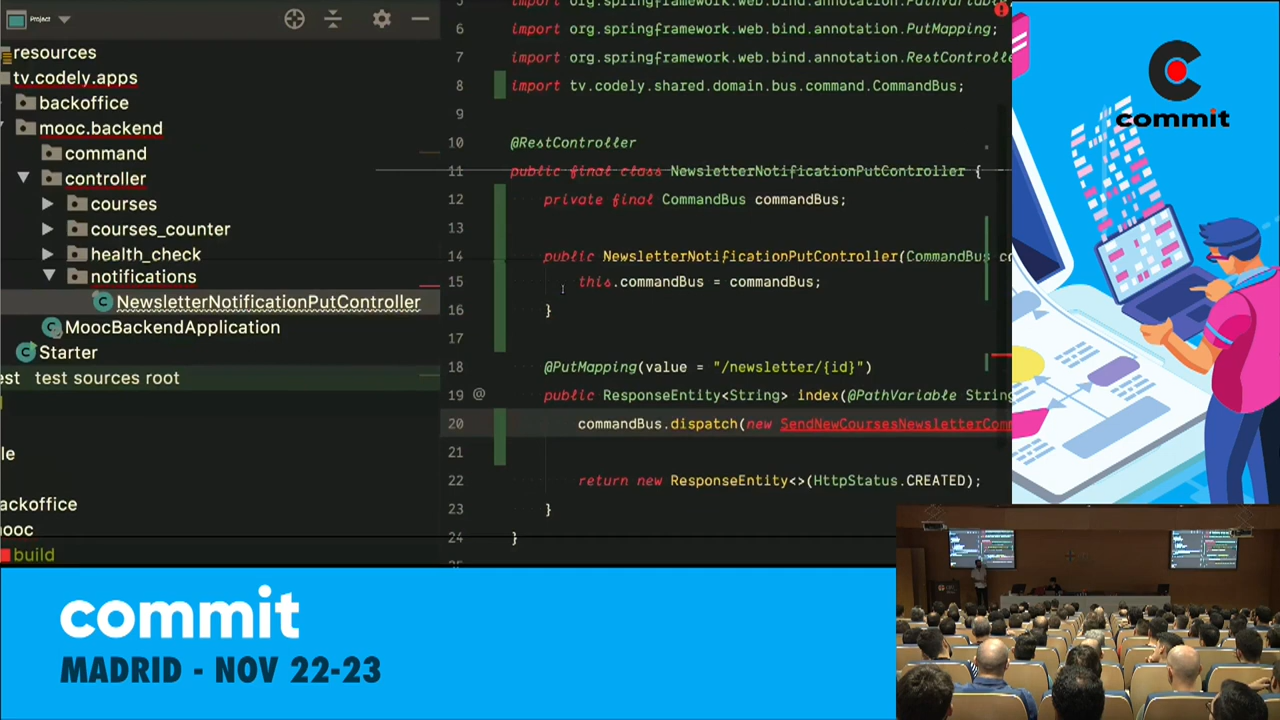 Project
resources
tv.codely.apps
backoffice
mooc.backend
command
controller
courses
courses_counter
health_check
notifications
NewsletterNotificationPutController
MoocBackendApplication
Starter
est test sources root
le
ackoffice
ooc
build
6 import org.springframework.web.bind.annotation.PutMapping;
7 import org.springframework.web.bind.annotation.RestControlle
8 import tv.codely.shared.domain.bus.command.CommandBus;
9
10 @RestController
11 public final class NewsletterNotificationPutController {
12 private final CommandBus commandBus;
13
14 public NewsletterNotificationPutController(CommandBus co
15 this.commandBus = commandBus;
16 }
17
18 @PutMapping(value = "/newsletter/{id}")
19 @ public ResponseEntity<String> index(@PathVariable String
20 commandBus.dispatch(new SendNewCoursesNewsletterComm
21
22 return new ResponseEntity<>(HttpStatus.CREATED);
23 }
24 }
commit
commit
MADRID - NOV 22-23